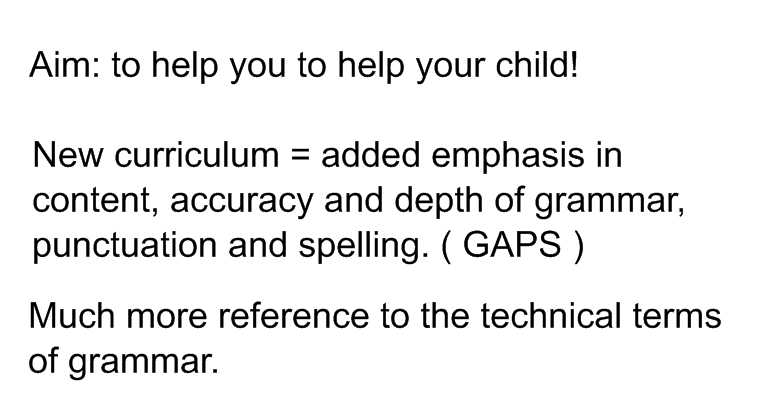 Aim: to help you to help your child!
New curriculum = added emphasis in
content, accuracy and depth of grammar,
punctuation and spelling. ( GAPS )
Much more reference to the technical terms
of grammar.